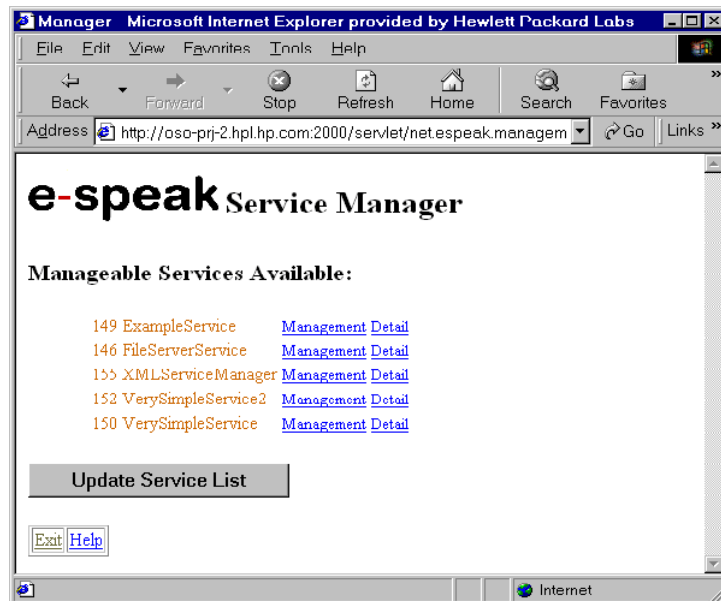 Manager Microsoft Internet Explorer provided by Hewlett Packard Labs
File Edit View Favorites Tools Help
Back Forward Stop Refresh Home Search Favorites »
Address http://oso-prj-2.hpl.hp.com:2000/servlet/net.espeak.managem Go Links »
e-speak Service Manager
Manageable Services Available:
149 ExampleService Management Detail
146 FileServerService Management Detail
155 XMLServiceManager Management Detail
152 VerySimpleService2 Management Detail
150 VerySimpleService Management Detail
Update Service List
Exit Help
Internet